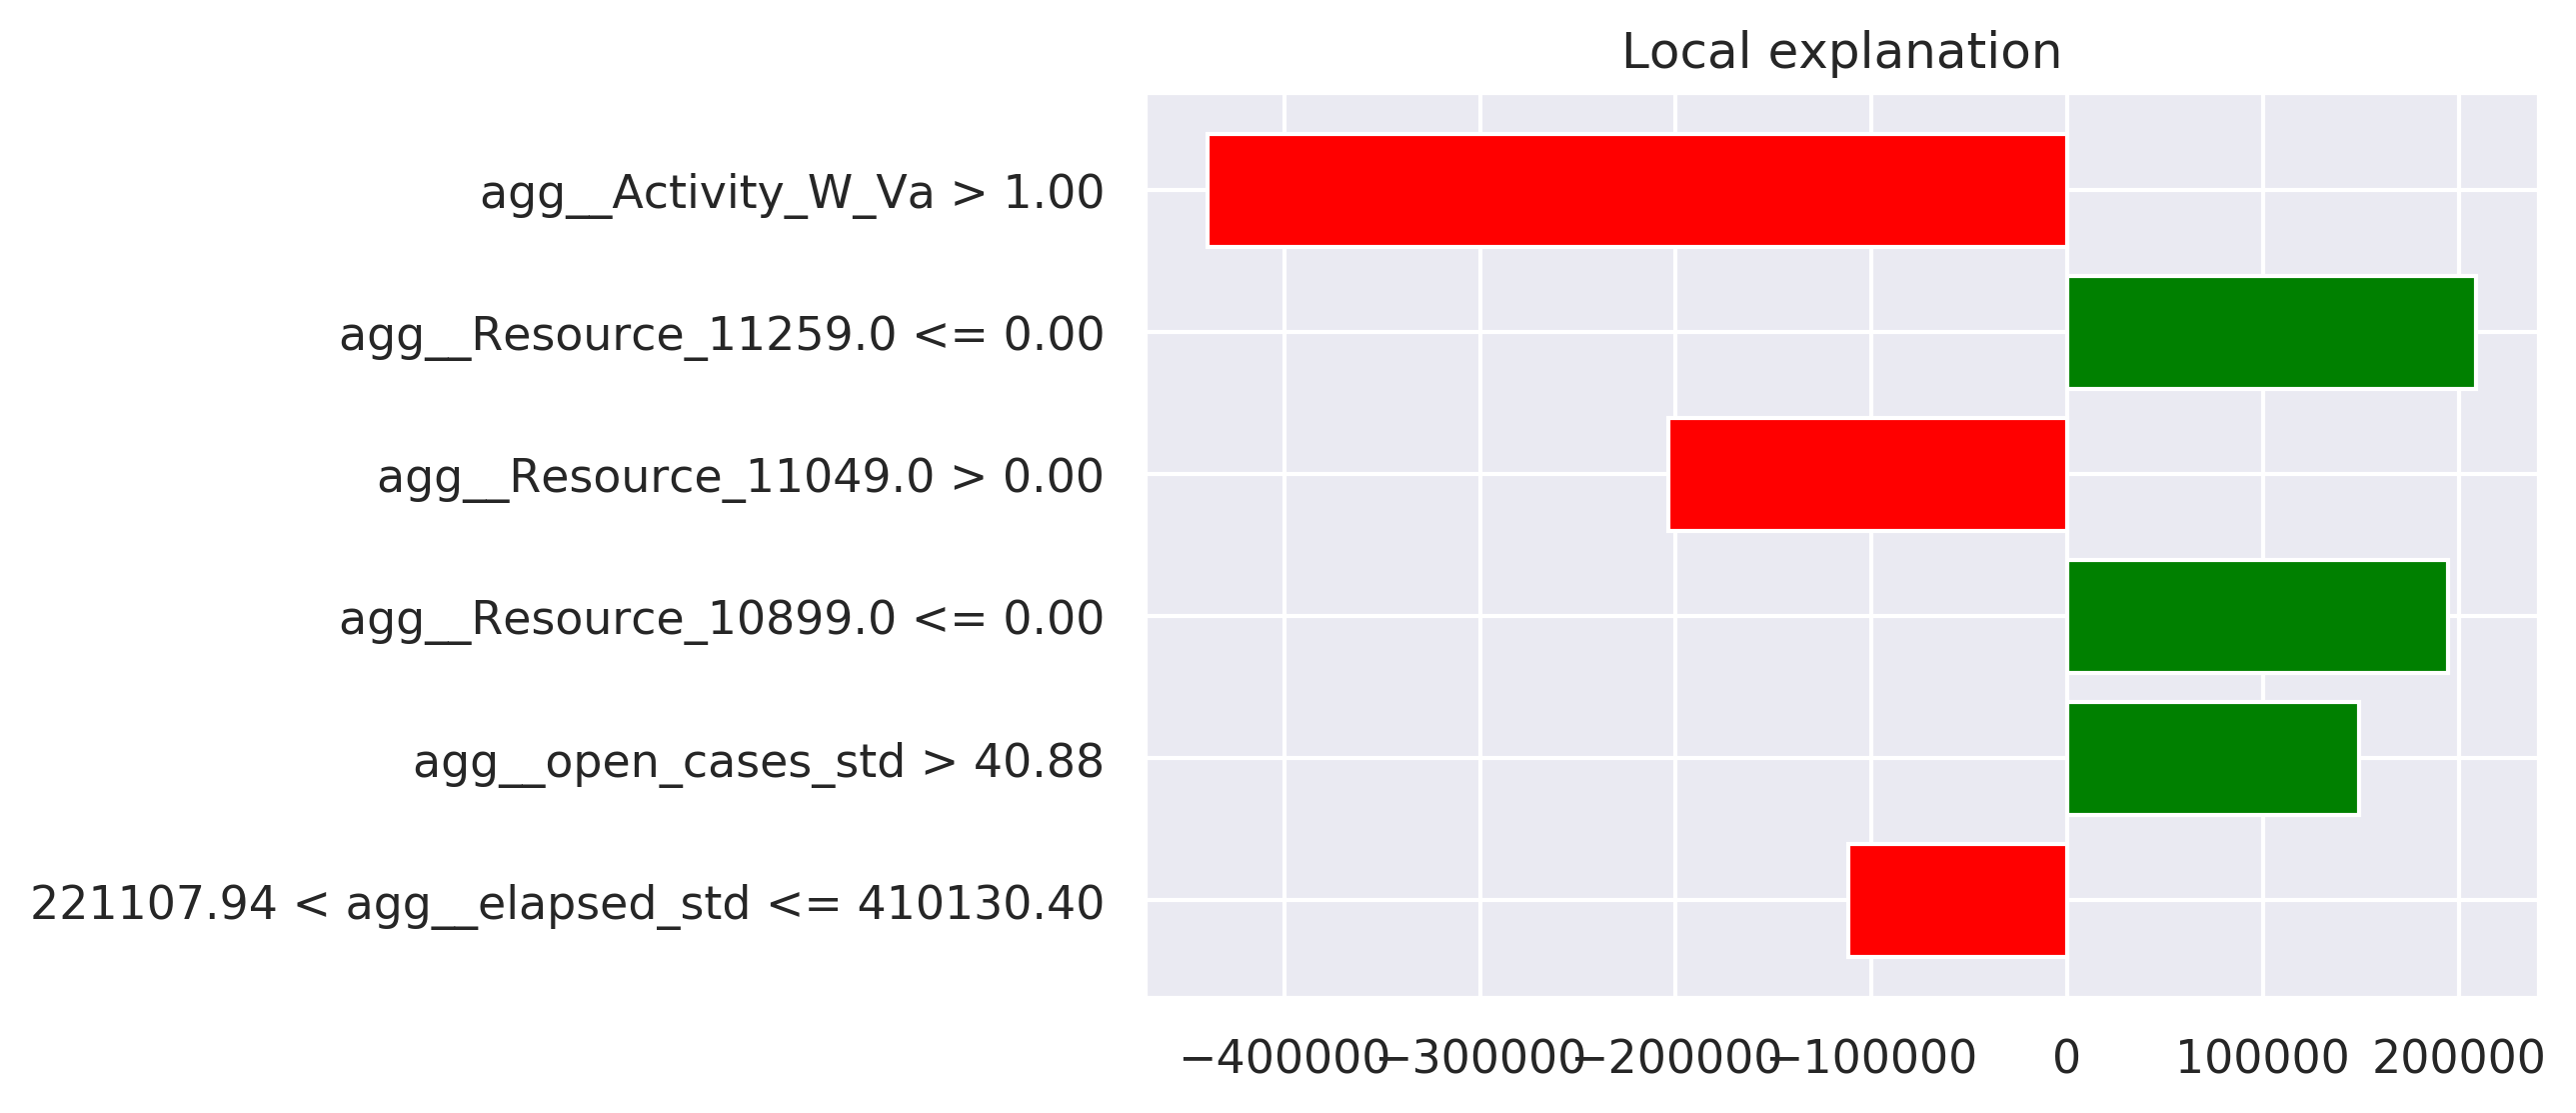 Local explanation
agg__Activity_W_Va > 1.00
agg__Resource_11259.0 <= 0.00
agg__Resource_11049.0 > 0.00
agg__Resource_10899.0 <= 0.00
agg__open_cases_std > 40.88
221107.94 < agg__elapsed_std <= 410130.40
−400000 −300000 −200000 −100000 0 100000 200000